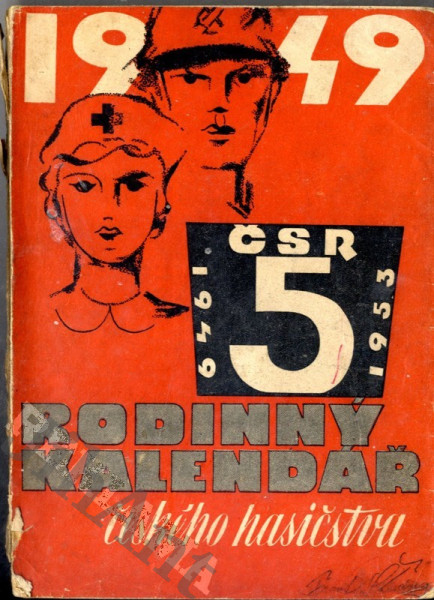 1949
ČSR
1949 5 1953
RODINNÝ
KALENDÁŘ
českého hasičstva